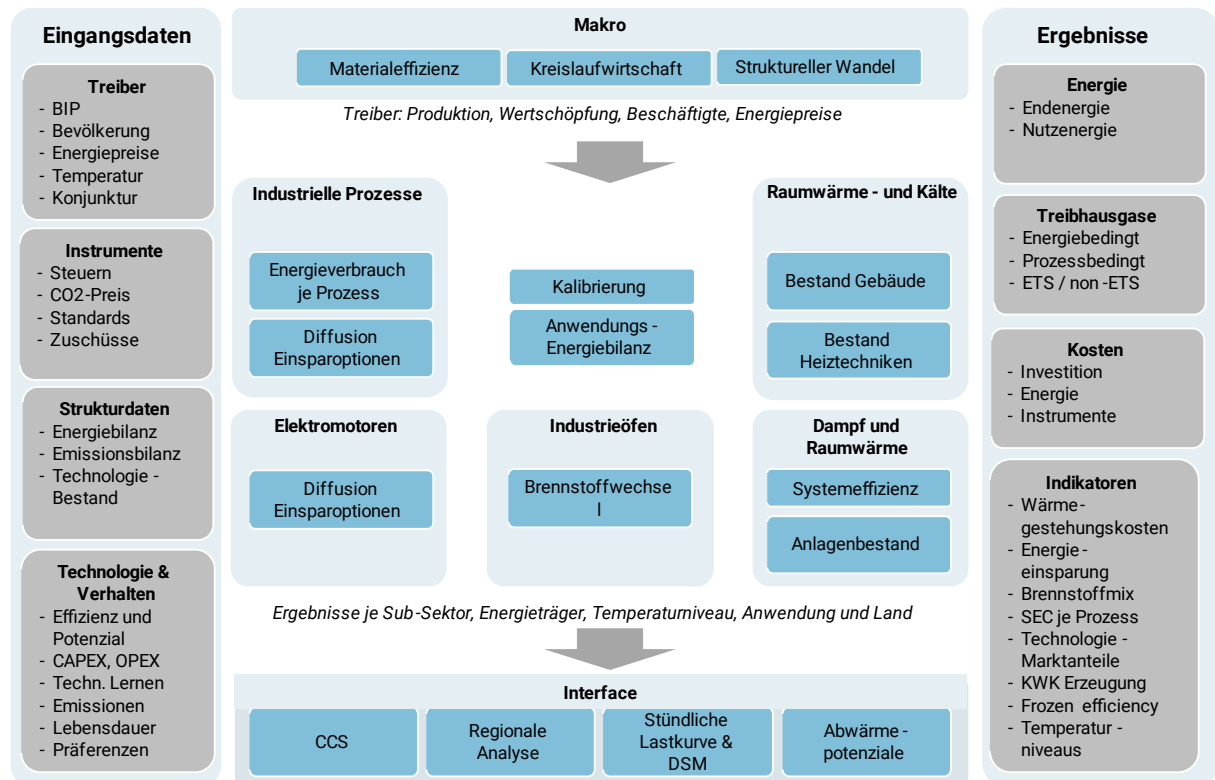 Eingangsdaten
Treiber
- BIP
- Bevölkerung
- Energiepreise
- Temperatur
- Konjunktur
Instrumente
- Steuern
- CO2-Preis
- Standards
- Zuschüsse
Strukturdaten
- Energiebilanz
- Emissionsbilanz
- Technologie -
Bestand
Technologie &
Verhalten
- Effizienz und
Potenzial
- CAPEX, OPEX
- Techn. Lernen
- Emissionen
- Lebensdauer
- Präferenzen
Makro
Materialeffizienz
Kreislaufwirtschaft
Struktureller Wandel
Treiber: Produktion, Wertschöpfung, Beschäftigte, Energiepreise
Industrielle Prozesse
Energieverbrauch
je Prozess
Diffusion
Einsparoptionen
Kalibrierung
Anwendungs -
Energiebilanz
Raumwärme - und Kälte
Bestand Gebäude
Bestand
Heiztechniken
Elektromotoren
Diffusion
Einsparoptionen
Industrieöfen
Brennstoffwechse
l
Dampf und
Raumwärme
Systemeffizienz
Anlagenbestand
Ergebnisse je Sub-Sektor, Energieträger, Temperaturniveau, Anwendung und Land
Interface
CCS
Regionale
Analyse
Stündliche
Lastkurve &
DSM
Abwärme -
potenziale
Ergebnisse
Energie
- Endenergie
- Nutzenergie
Treibhausgase
- Energiebedingt
- Prozessbedingt
- ETS / non -ETS
Kosten
- Investition
- Energie
- Instrumente
Indikatoren
- Wärme-
gestehungskosten
- Energie -
einsparung
- Brennstoffmix
- SEC je Prozess
- Technologie -
Marktanteile
- KWK Erzeugung
- Frozen efficiency
- Temperatur -
niveaus